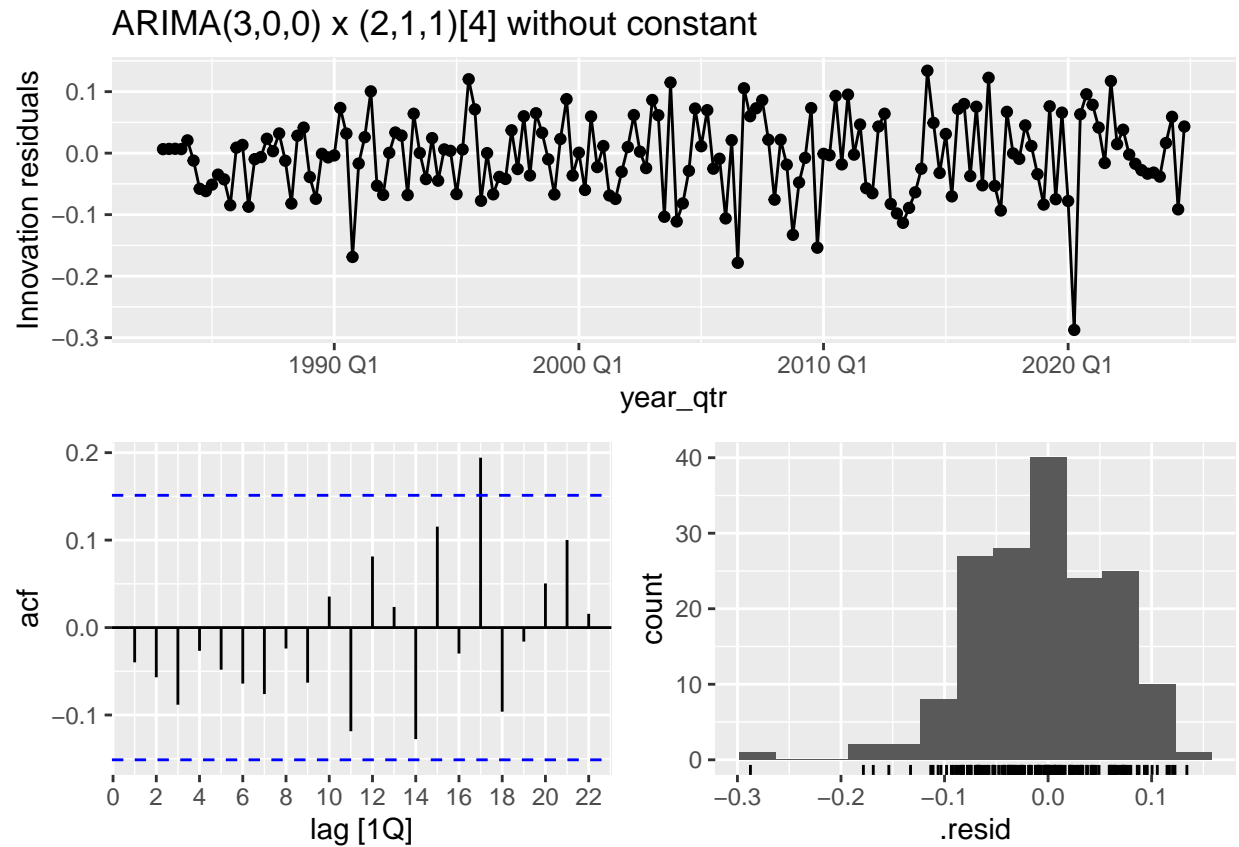 ARIMA(3,0,0) x (2,1,1)[4] without constant
Innovation residuals
0.1
0.0
−0.1
−0.2
−0.3
1990 Q1 2000 Q1 2010 Q1 2020 Q1
year_qtr
acf
0.2
0.1
0.0
−0.1
0 2 4 6 8 10 12 14 16 18 20 22
lag [1Q]
count
40
30
20
10
0
−0.3 −0.2 −0.1 0.0 0.1
.resid